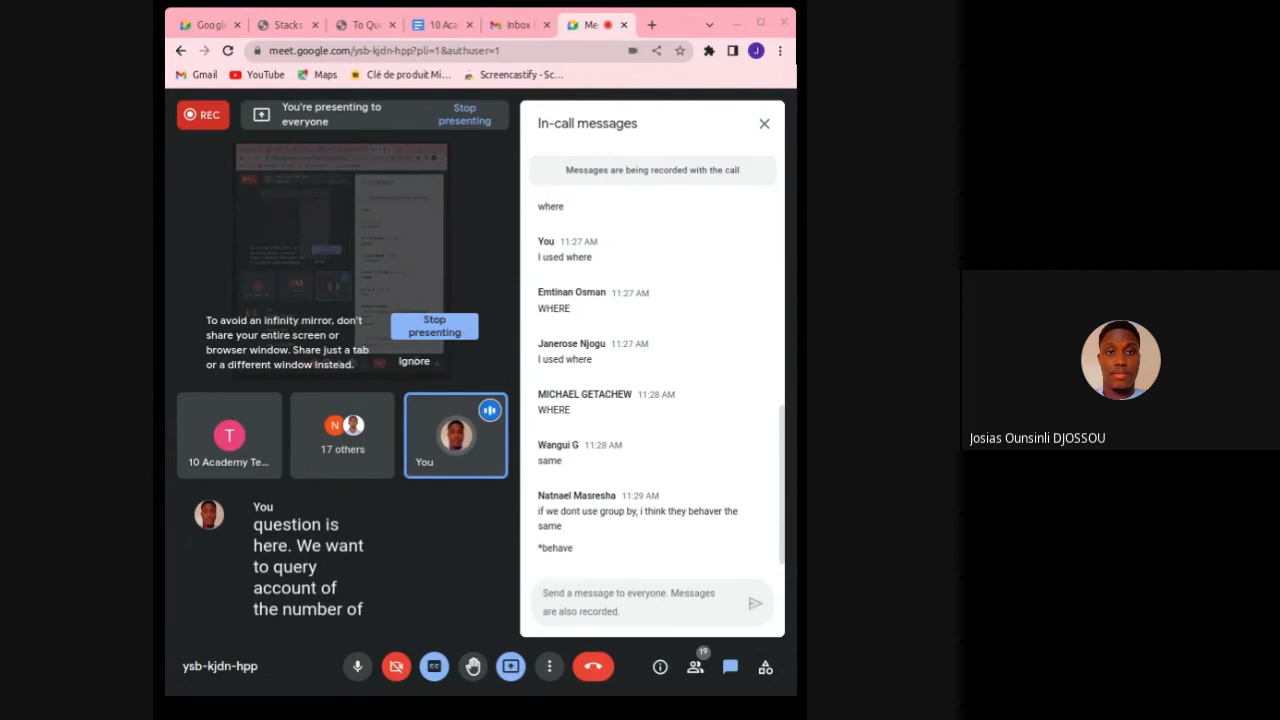 Googl
Stacks
To Qu
10 Aca
Inbox
Me
meet.google.com/ysb-kjdn-hpp?pli=1&authuser=1
J
Gmail
YouTube
Maps
Clé de produit Mi...
Screencastify - Sc...
REC
You're presenting to
everyone
Stop
presenting
To avoid an infinity mirror, don't
share your entire screen or
browser window. Share just a tab
or a different window instead.
Stop
presenting
Ignore
T
10 Academy Te...
N
17 others
You
You
question is
here. We want
to query
account of
the number of
In-call messages
Messages are being recorded with the call
where
You 11:27 AM
I used where
Emtinan Osman 11:27 AM
WHERE
Janerose Njogu 11:27 AM
I used where
MICHAEL GETACHEW 11:28 AM
WHERE
Wangui G 11:28 AM
same
Natnael Masresha 11:29 AM
if we dont use group by, i think they behaver the
same
*behave
Send a message to everyone. Messages
are also recorded.
ysb-kjdn-hpp
CC
19
Josias Ounsinli DJOSSOU